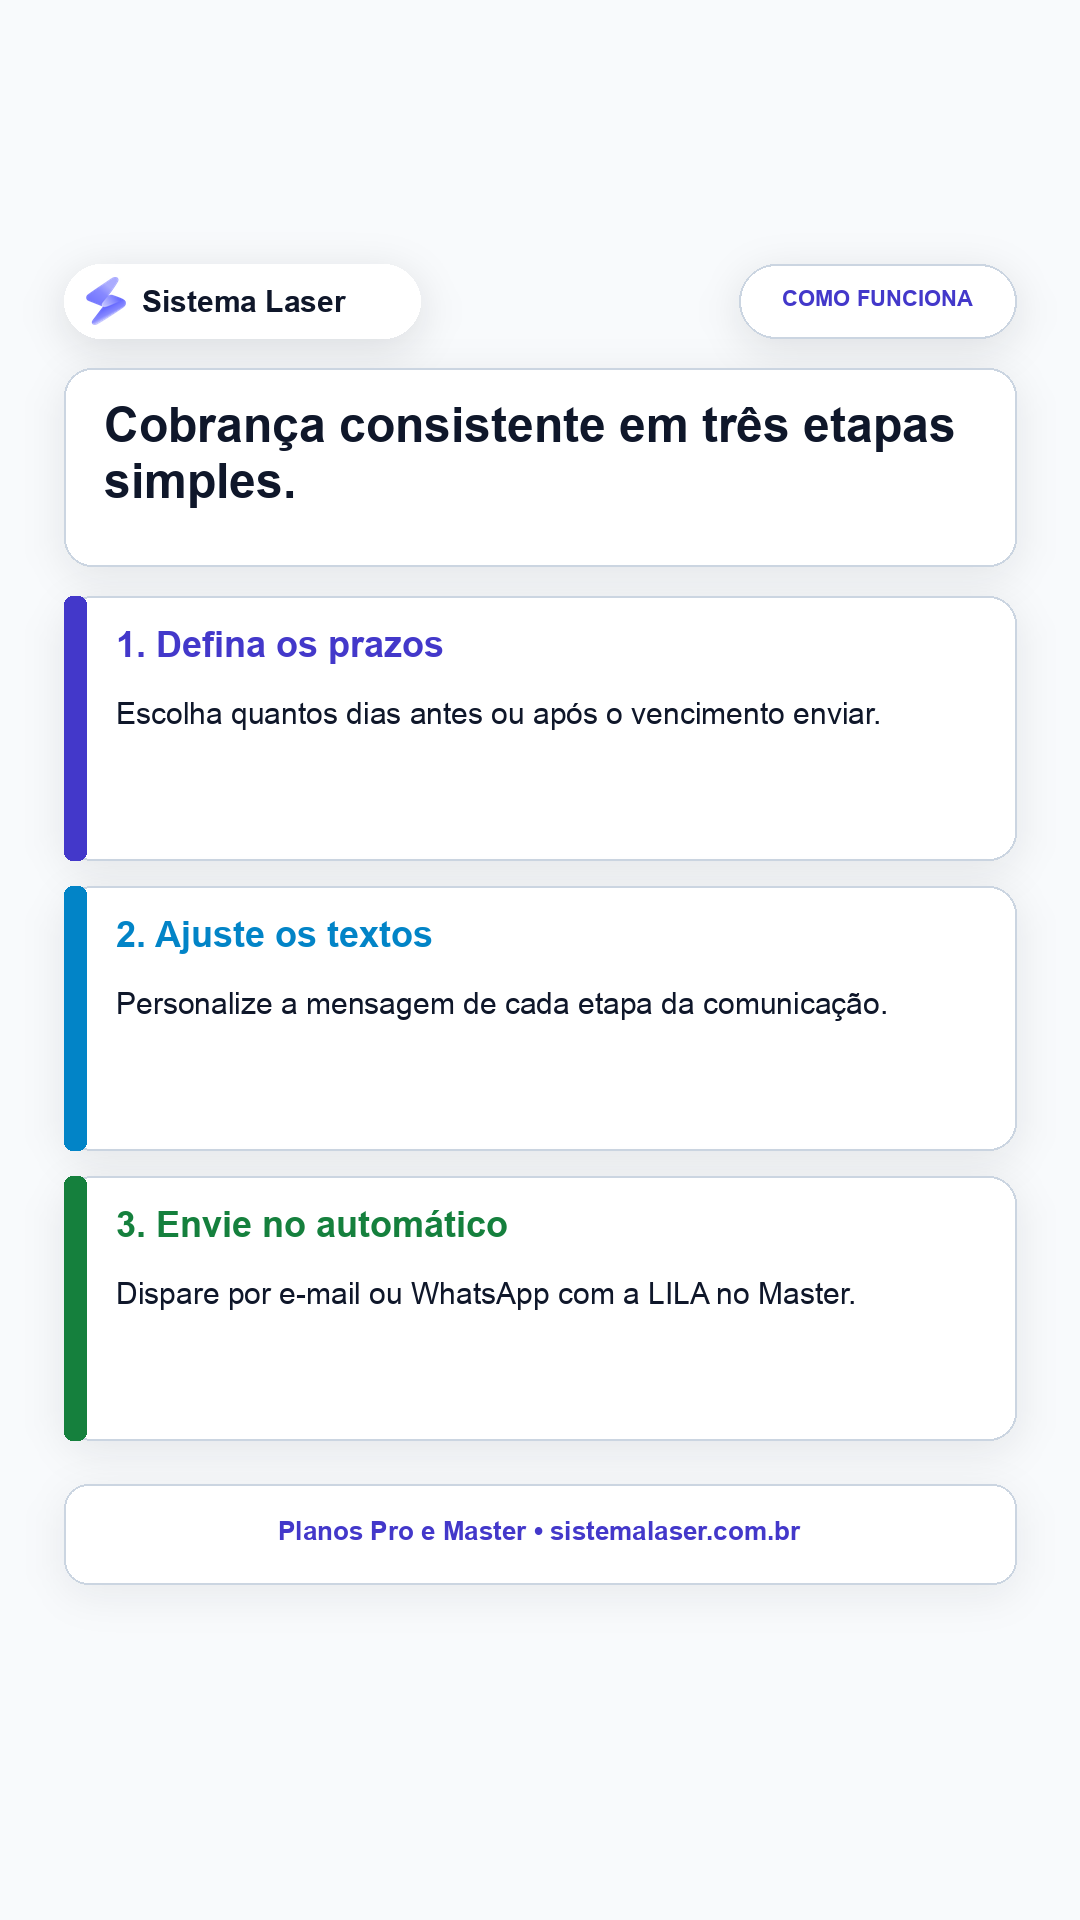 Sistema Laser
COMO FUNCIONA
Cobrança consistente em três etapas
simples.
1. Defina os prazos
Escolha quantos dias antes ou após o vencimento enviar.
2. Ajuste os textos
Personalize a mensagem de cada etapa da comunicação.
3. Envie no automático
Dispare por e-mail ou WhatsApp com a LILA no Master.
Planos Pro e Master • sistemalaser.com.br